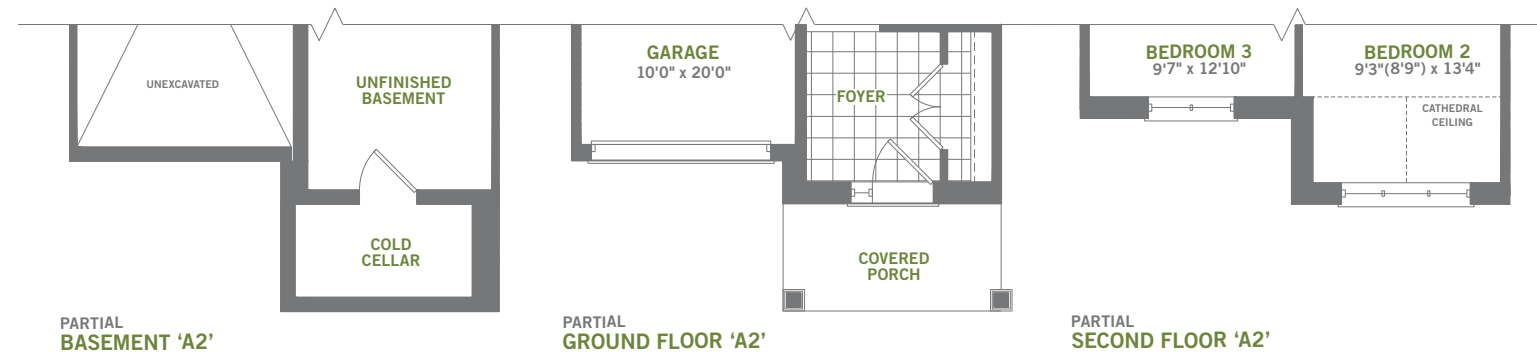 UNEXCAVATED
UNFINISHED
BASEMENT
COLD
CELLAR
PARTIAL
BASEMENT ‘A2’
GARAGE
10'0" x 20'0"
FOYER
COVERED
PORCH
PARTIAL
GROUND FLOOR ‘A2’
BEDROOM 3
9'7" x 12'10"
BEDROOM 2
9'3"(8'9") x 13'4"
CATHEDRAL
CEILING
PARTIAL
SECOND FLOOR ‘A2’